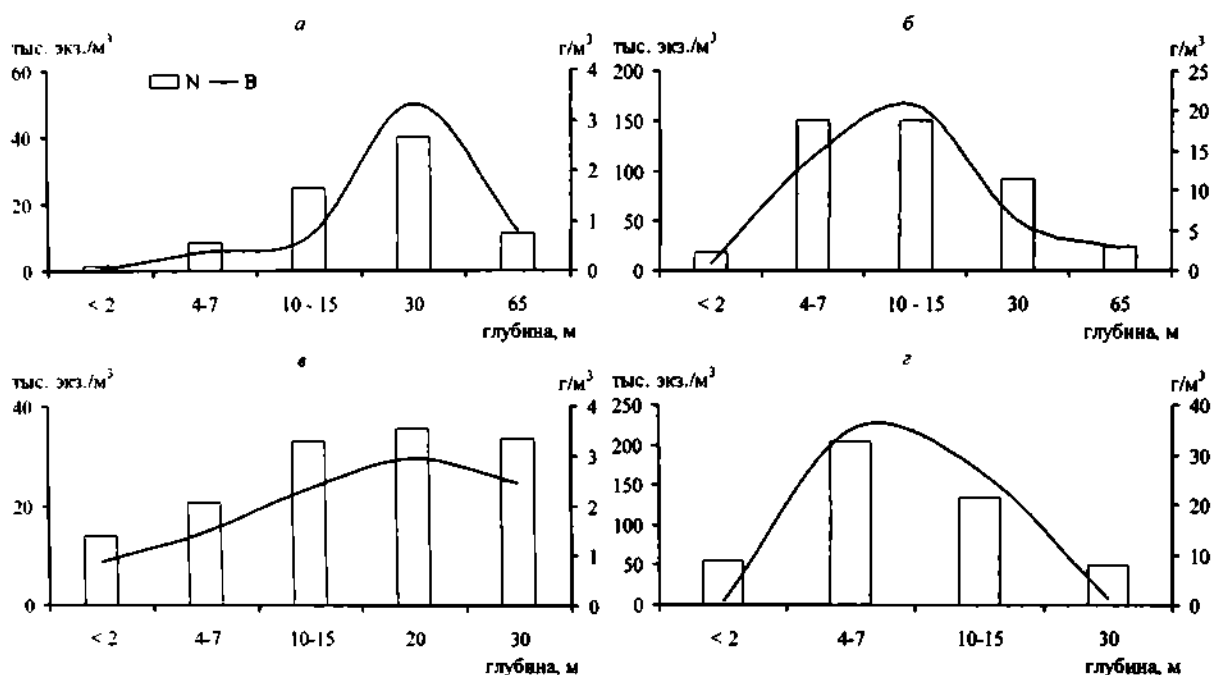 а
тыс. экз./м³ г/м³
N B
60 4
40 3
2
20 1
0 0
< 2 4-7 10 - 15 30 65
глубина, м
б
тыс. экз./м³ г/м³
200 25
150 20
15
100 10
50 5
0 0
< 2 4-7 10 - 15 30 65
глубина, м
в
тыс. экз./м³ г/м³
40 4
3
20 2
1
0 0
< 2 4-7 10-15 20 30
глубина, м
г
тыс. экз./м³ г/м³
250 40
200 30
150
100 20
50 10
0 0
< 2 4-7 10-15 30
глубина, м